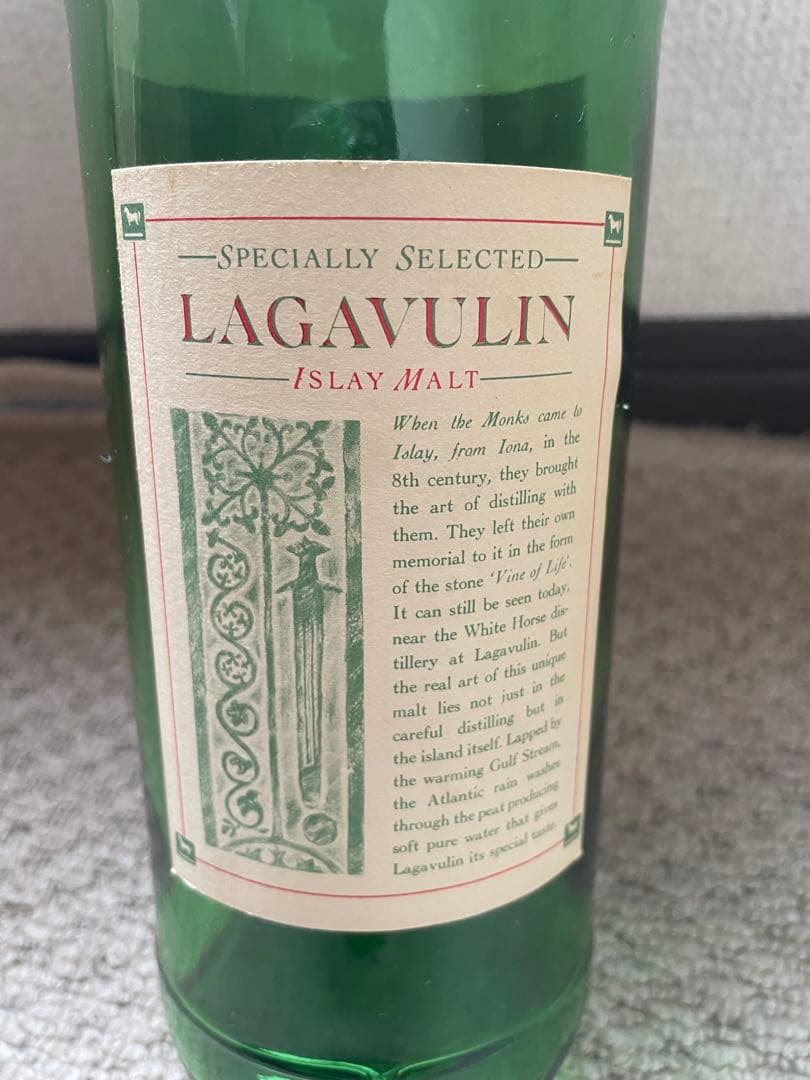 SPECIALLY SELECTED
LAGAVULIN
ISLAY MALT
When the Monks came to
Islay, from Iona, in the
8th century, they brought
the art of distilling with
them. They left their own
memorial to it in the form
of the stone 'Vine of Life'.
It can still be seen today,
near the White Horse dis-
tillery at Lagavulin. But
the real art of this unique
malt lies not just in the
careful distilling but in
the island itself. Lapped by
the warming Gulf Stream,
the Atlantic rain washes
through the peat producing
soft pure water that gives
Lagavulin its special taste.